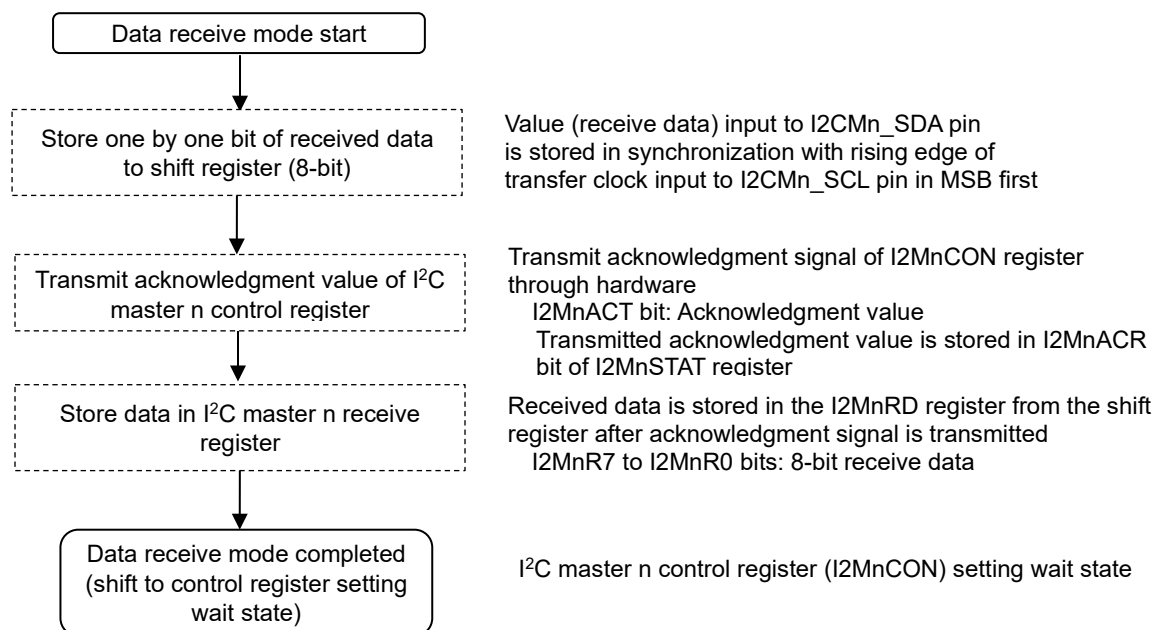 Data receive mode start
Store one by one bit of received data
to shift register (8-bit)
Value (receive data) input to I2CMn_SDA pin
is stored in synchronization with rising edge of
transfer clock input to I2CMn_SCL pin in MSB first
Transmit acknowledgment value of I²C
master n control register
Transmit acknowledgment signal of I2MnCON register
through hardware
I2MnACT bit: Acknowledgment value
Transmitted acknowledgment value is stored in I2MnACR
bit of I2MnSTAT register
Store data in I²C master n receive
register
Received data is stored in the I2MnRD register from the shift
register after acknowledgment signal is transmitted
I2MnR7 to I2MnR0 bits: 8-bit receive data
Data receive mode completed
(shift to control register setting
wait state)
I²C master n control register (I2MnCON) setting wait state